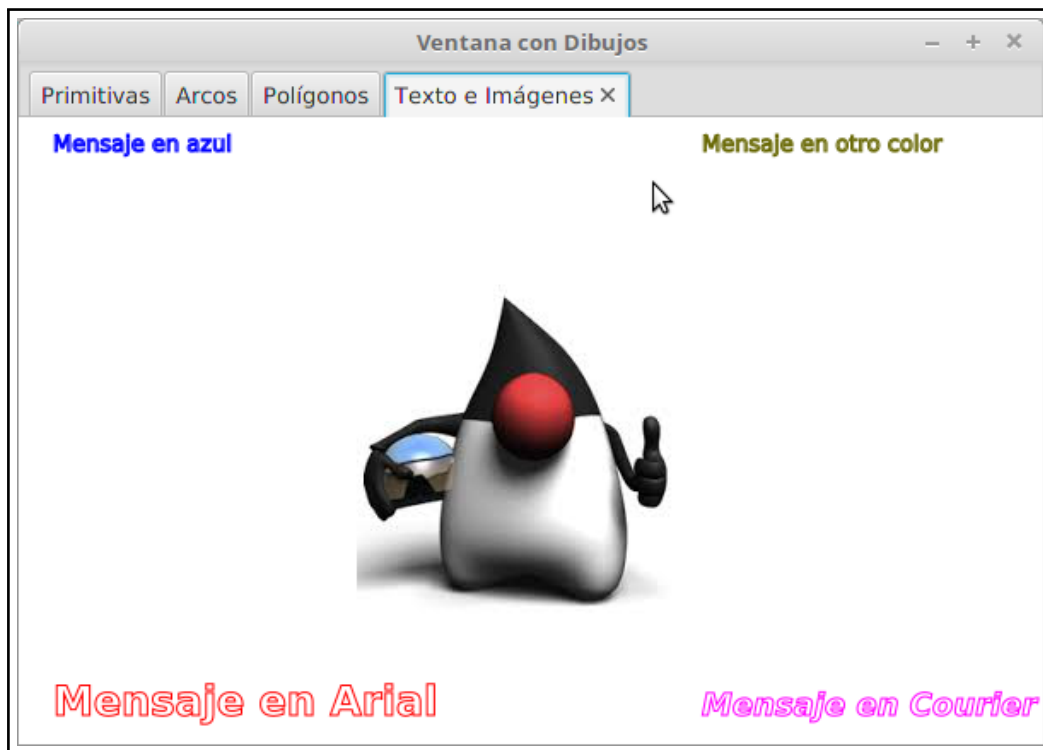 Ventana con Dibujos
Primitivas Arcos Polígonos Texto e Imágenes
Mensaje en azul Mensaje en otro color
Mensaje en Arial Mensaje en Courier